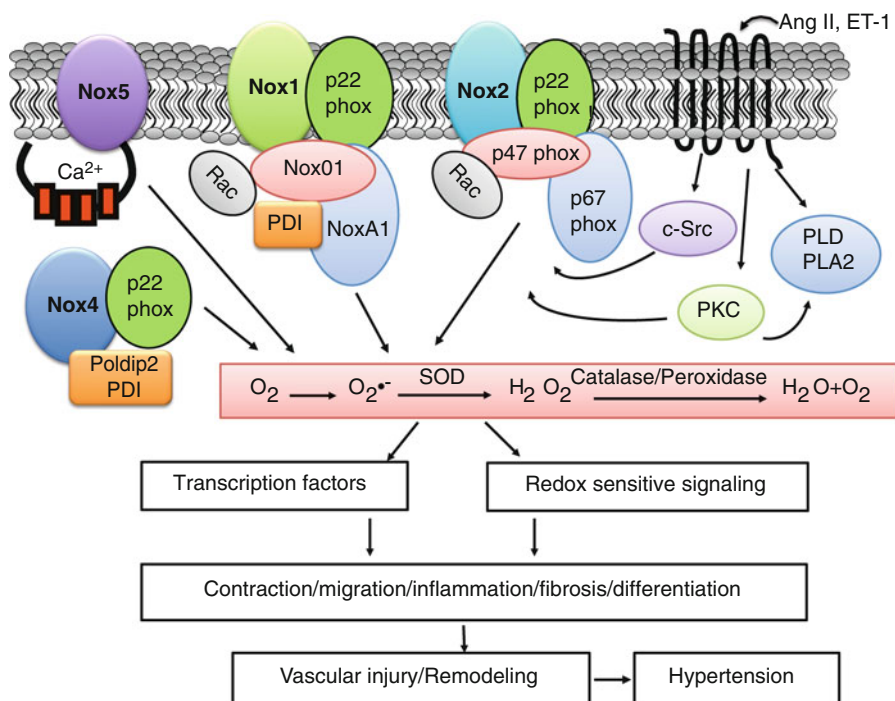 Ang II, ET-1
Nox5
Nox1
p22
phox
Nox2
p22
phox
Ca²⁺
Rac
Nox01
PDI
NoxA1
Rac
p47 phox
p67
phox
c-Src
PLD
PLA2
PKC
Nox4
p22
phox
Poldip2
PDI
O₂ O₂•- SOD H₂ O₂ Catalase/Peroxidase H₂ O+O₂
Transcription factors
Redox sensitive signaling
Contraction/migration/inflammation/fibrosis/differentiation
Vascular injury/Remodeling
Hypertension